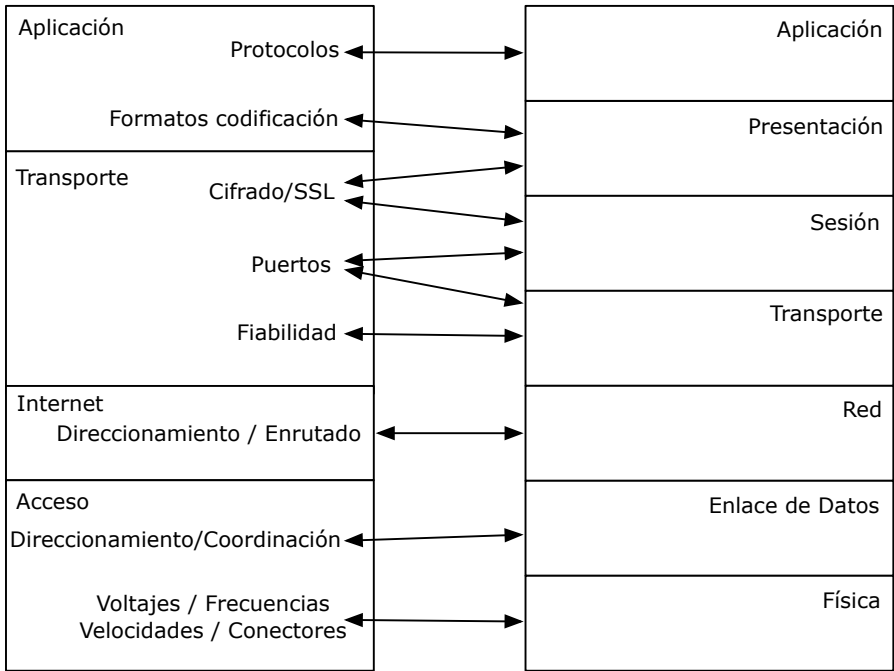 Aplicación
Protocolos
Formatos codificación
Transporte
Cifrado/SSL
Puertos
Fiabilidad
Internet
Direccionamiento / Enrutado
Acceso
Direccionamiento/Coordinación
Voltajes / Frecuencias
Velocidades / Conectores
Aplicación
Presentación
Sesión
Transporte
Red
Enlace de Datos
Física